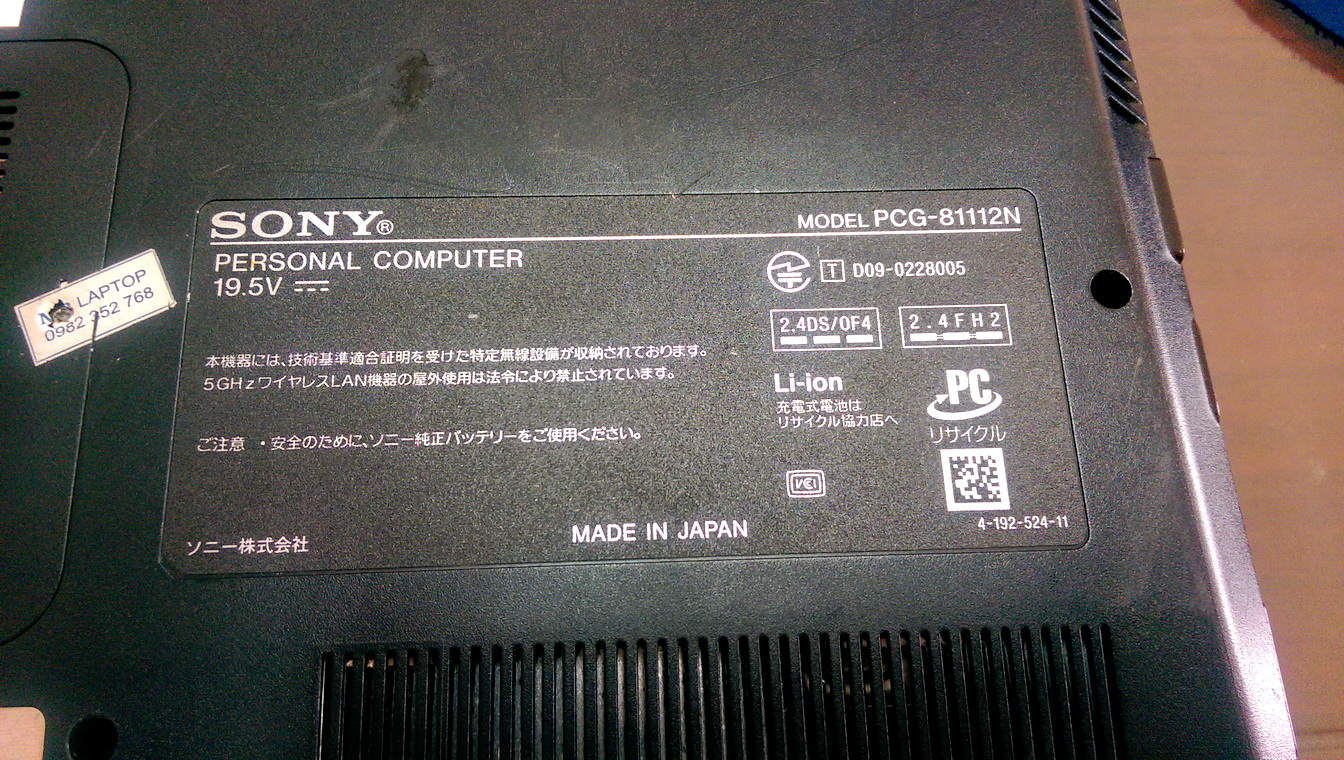 SONY®
MODEL PCG-81112N
PERSONAL COMPUTER
19.5V
T D09-0228005
2.4DS/OF4
2.4FH2
本機器には、技術基準適合証明を受けた特定無線設備が収納されております。
5GHzワイヤレスLAN機器の屋外使用は法令により禁止されています。
Li-ion
充電式電池は
リサイクル協力店へ
PC
リサイクル
ご注意 ・安全のために、ソニー純正バッテリーをご使用ください。
VCI
4-192-524-11
MADE IN JAPAN
ソニー株式会社
LAPTOP
0982 352 768